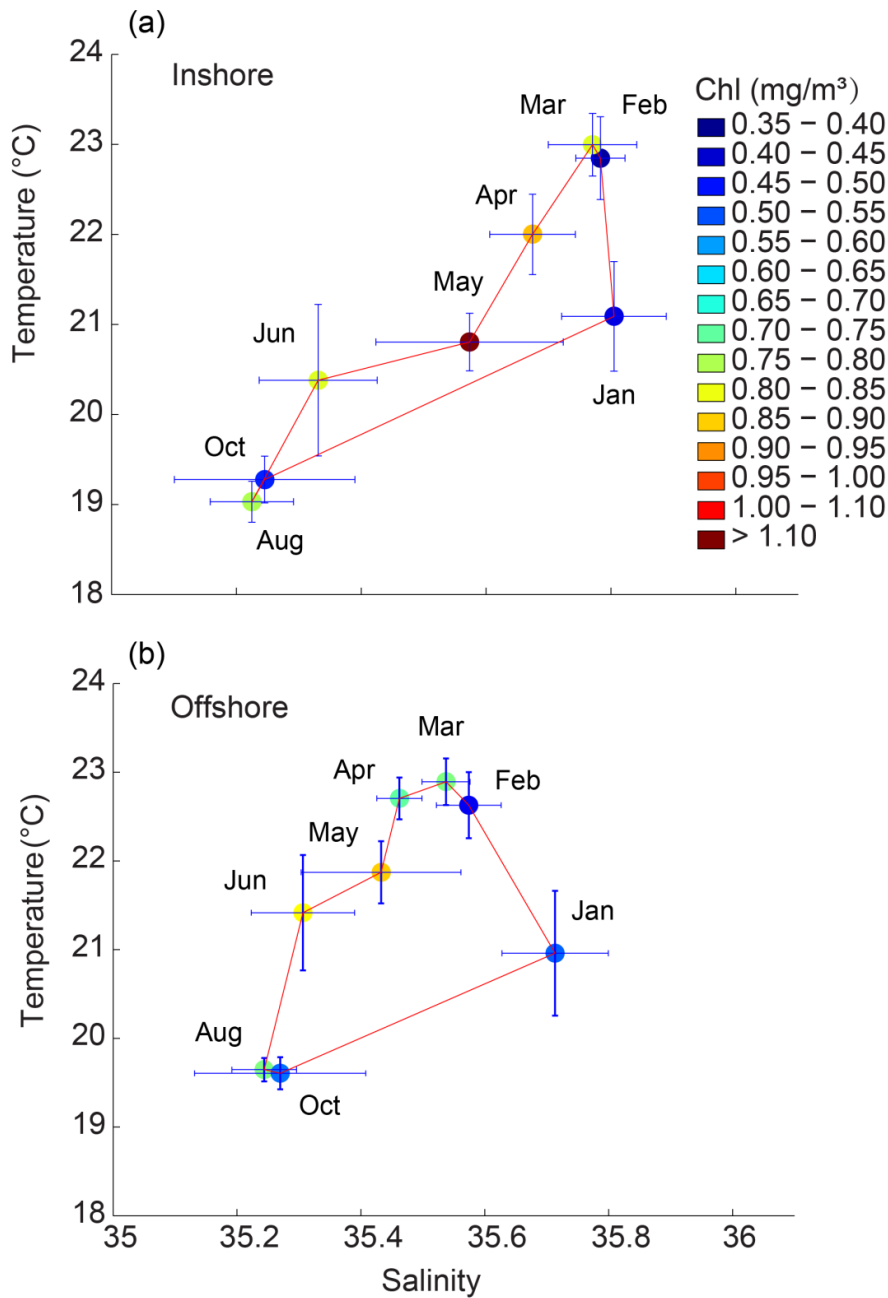 (a)
24
Inshore
Mar
Feb
Chl (mg/m³)
0.35 – 0.40
0.40 – 0.45
0.45 – 0.50
0.50 – 0.55
0.55 – 0.60
0.60 – 0.65
0.65 – 0.70
0.70 – 0.75
0.75 – 0.80
0.80 – 0.85
0.85 – 0.90
0.90 – 0.95
0.95 – 1.00
1.00 – 1.10
> 1.10
23
Apr
22
May
Temperature (°C)
21
Jun
Jan
20
Oct
19
Aug
18
(b)
24
Offshore
Mar
23
Apr
Feb
22
May
Jun
Jan
Temperature(°C)
21
20
Aug
Oct
19
18
35
35.2
35.4
35.6
35.8
36
Salinity